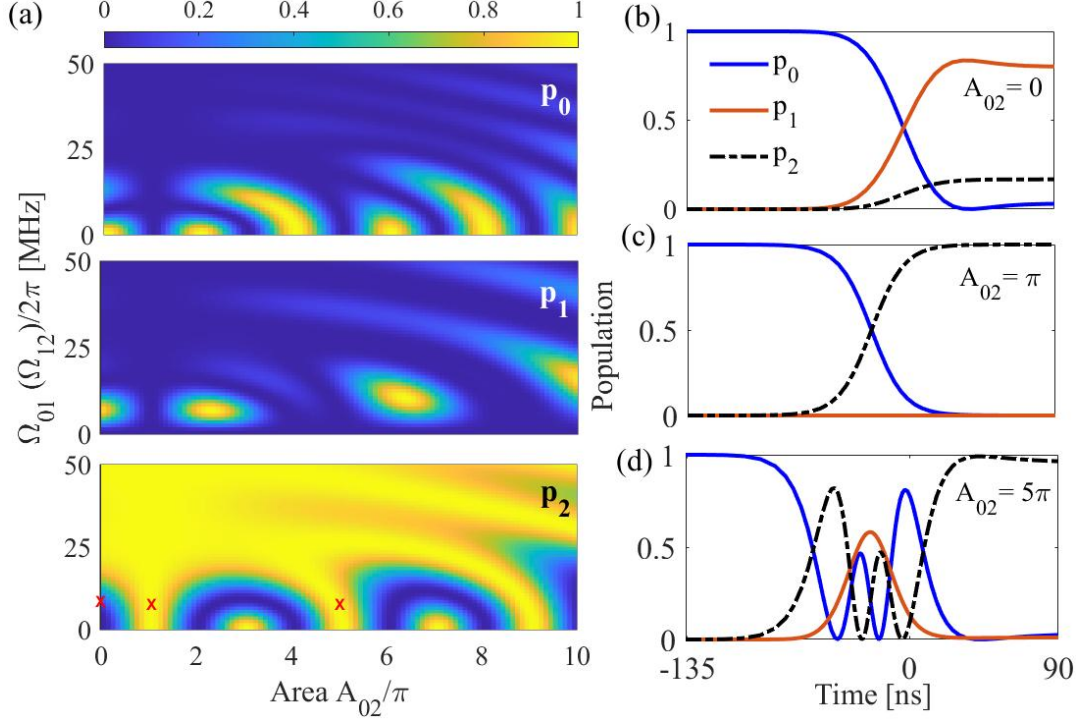 (a)
0 0.2 0.4 0.6 0.8 1
50
25
0
p0
50
25
0
p1
50
25
0
p2
x x x
0 2 4 6 8 10
Area A02/π
Ω01 (Ω12)/2π [MHz]
(b)
1
0.5
0
p0
p1
p2
A02= 0
(c)
1
0.5
0
A02= π
(d)
1
0.5
0
A02= 5π
Population
-135 0 90
Time [ns]